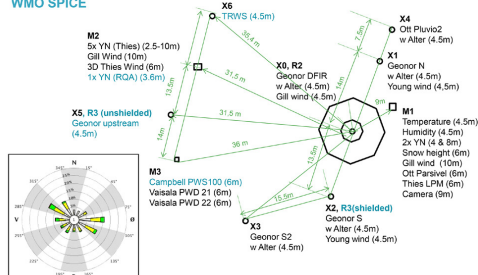 WMO SPICE
X6
TRWS (4.5m)
X4
Ott Pluvio2
w Alter (4.5m)
M2
5x YN (Thies) (2.5-10m)
Gill Wind (10m)
3D Thies Wind (6m)
1x YN (RQA) (3.6m)
35,4 m
7.5m
X1
Geonor N
w Alter (4.5m)
Young wind (4,5m)
X0, R2
Geonor DFIR
w Alter (4.5m)
Gill wind (4.5m)
31,5 m
13.5m
14m
9m
X5, R3 (unshielded)
Geonor upstream
(4.5m)
31,5 m
14m
36 m
M1
Temperature (4.5m)
Humidity (4.5m)
2x YN (4 & 8m)
Snow height (6m)
Gill wind (10m)
Ott Parsivel (6m)
Thies LPM (6m)
Camera (9m)
M3
Campbell PWS100 (6m)
Vaisala PWD 21 (6m)
Vaisala PWD 22 (6m)
13.5m
15.5m
X2, R3(shielded)
Geonor S
w Alter (4.5m)
Young wind (4.5m)
X3
Geonor S2
w Alter (4.5m)
N
V
Ø